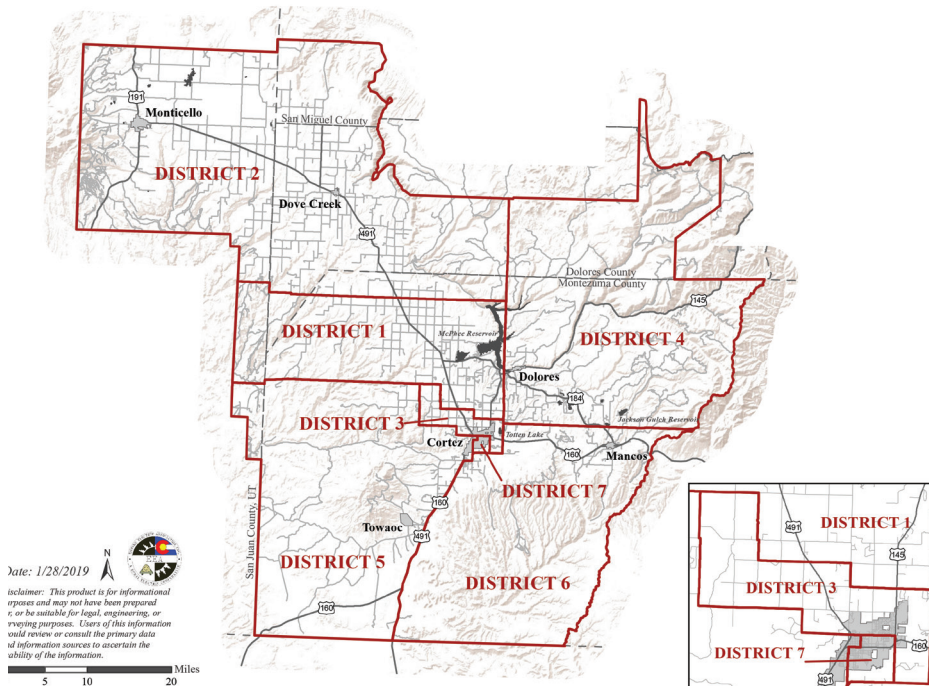 191
Monticello
San Miguel County
DISTRICT 2
Dove Creek
491
Dolores County
Montezuma County
145
DISTRICT 1
McPhee Reservoir
DISTRICT 4
Dolores
184
DISTRICT 3
Jackson Gulch Reservoir
Cortez
Totten Lake
160
Mancos
DISTRICT 7
160
San Juan County, UT
Towaoc
491
DISTRICT 5
DISTRICT 6
160
N
Date: 1/28/2019
isclaimer: This product is for informational
urposes and may not have been prepared
r, or be suitable for legal, engineering, or
rveying purposes. Users of this information
ould review or consult the primary data
nd information sources to ascertain the
ability of the information.
Miles
5 10 20
491
DISTRICT 1
145
DISTRICT 3
160
DISTRICT 7
491